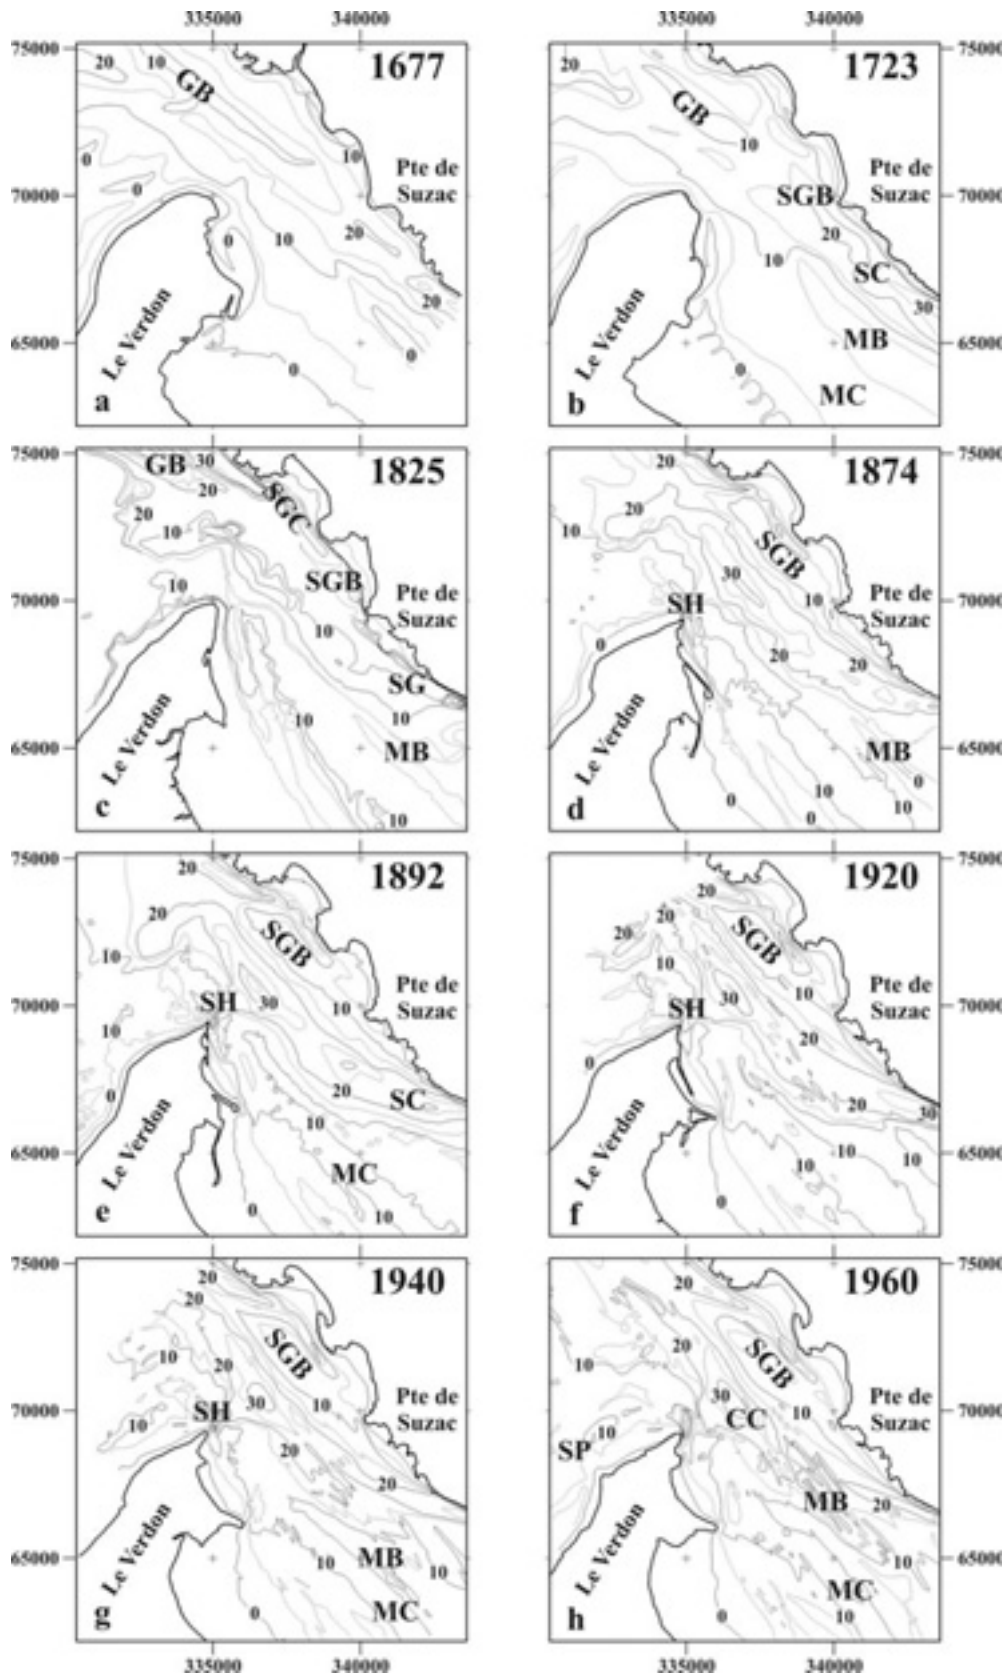 335000 340000
75000 20 10 1677 20 1723 75000
GB GB
10 10
0 Pte de Suzac Pte de Suzac
70000 0 SGB 70000
0 10 20 20
20 10 SC
30
Le Verdon Le Verdon
65000 0 MB 65000
0 0 MC
a b
75000 GB 30 1825 20 1874 75000
20 SGC
20 10 10 20 SGB
30
10 SGB Pte de Suzac 10 Pte de Suzac
70000 SH 70000
10 0
20 20
SG
10 10
Le Verdon MB Le Verdon MB
65000 65000
0
10 0 10 10
c d 0
75000 20 1892 20 1920 75000
20 20
SGB 20 SGB
10 10
30 10 Pte de Suzac 30 10 Pte de Suzac
70000 SH SH 70000
10
20
0 20 SC 0 20 30
10
Le Verdon Le Verdon 10
65000 MC 10 10 65000
0 10 0
e f
75000 20 1940 20 1960 75000
20
SGB 20 SGB
10 20 10
30 10 Pte de Suzac 30 10 Pte de Suzac
70000 SH CC 70000
10 10
20 SP
20 MB 20
Le Verdon Le Verdon
65000 10 MB 10 10 65000
10 MC
0 MC 0 10
g h
335000 340000 335000 340000